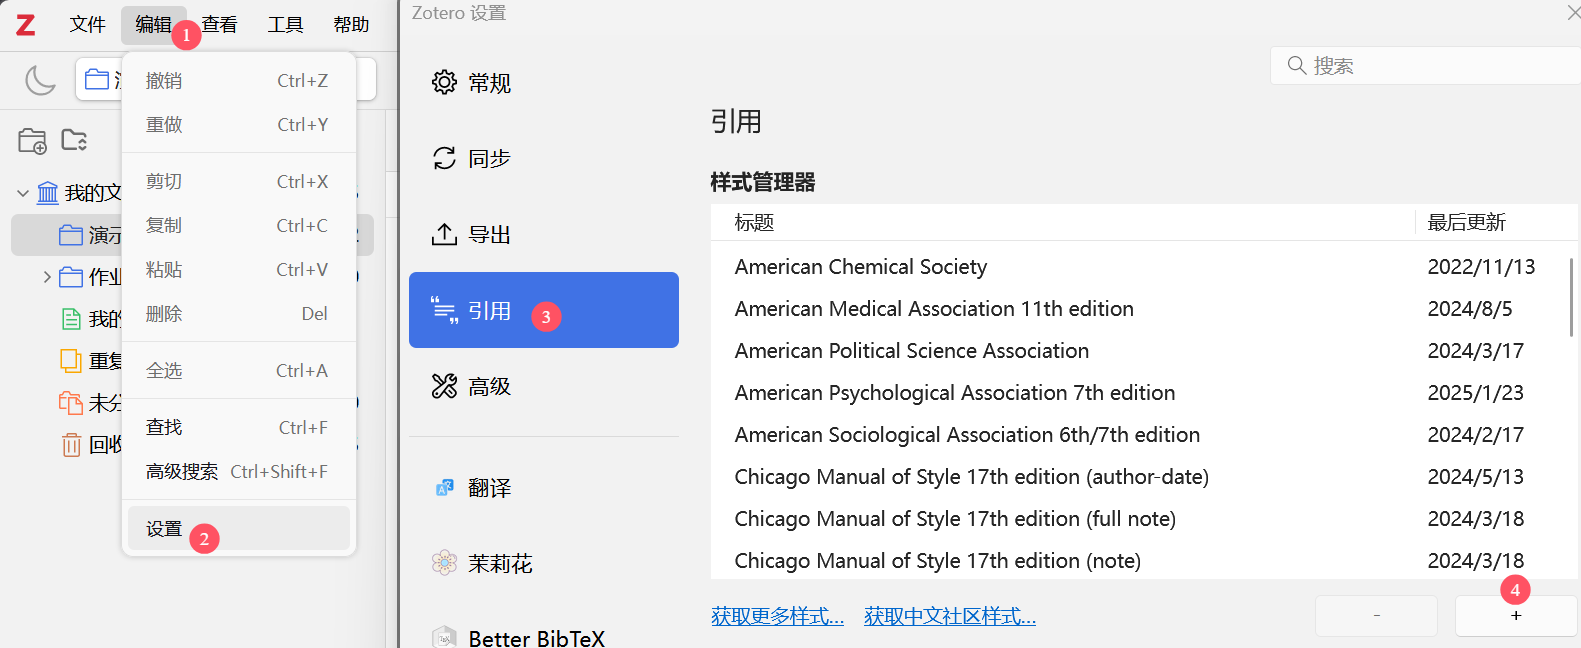 Z 文件 编辑 1 查看 工具 帮助
撤销 Ctrl+Z
重做 Ctrl+Y
剪切 Ctrl+X
复制 Ctrl+C
粘贴 Ctrl+V
删除 Del
全选 Ctrl+A
查找 Ctrl+F
高级搜索 Ctrl+Shift+F
设置 2
我的文
演示
作业
我的
重复
未分
回收
Zotero 设置
搜索
常规
同步
导出
引用 3
高级
翻译
茉莉花
Better BibTeX
引用
样式管理器
标题 最后更新
American Chemical Society 2022/11/13
American Medical Association 11th edition 2024/8/5
American Political Science Association 2024/3/17
American Psychological Association 7th edition 2025/1/23
American Sociological Association 6th/7th edition 2024/2/17
Chicago Manual of Style 17th edition (author-date) 2024/5/13
Chicago Manual of Style 17th edition (full note) 2024/3/18
Chicago Manual of Style 17th edition (note) 2024/3/18
4
获取更多样式... 获取中文社区样式... - +